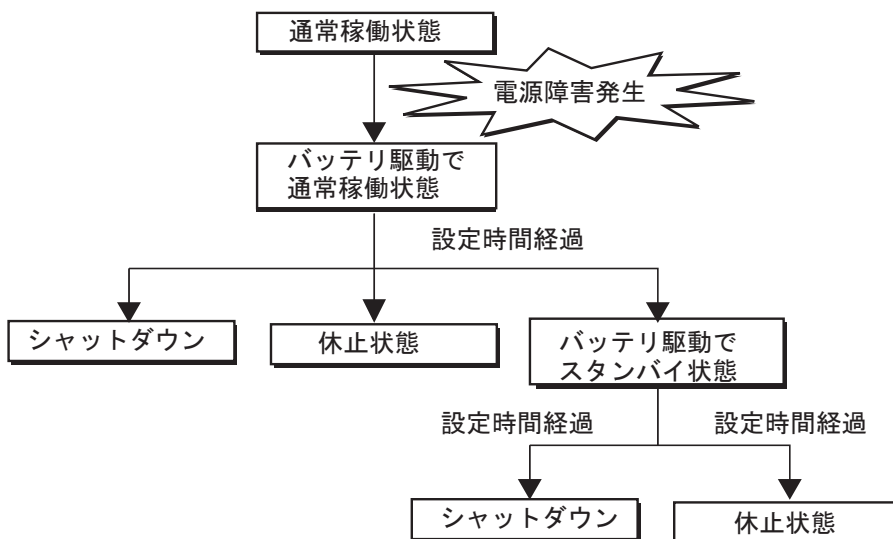 通常稼働状態
電源障害発生
バッテリ駆動で
通常稼働状態
設定時間経過
シャットダウン
休止状態
バッテリ駆動で
スタンバイ状態
設定時間経過
設定時間経過
シャットダウン
休止状態